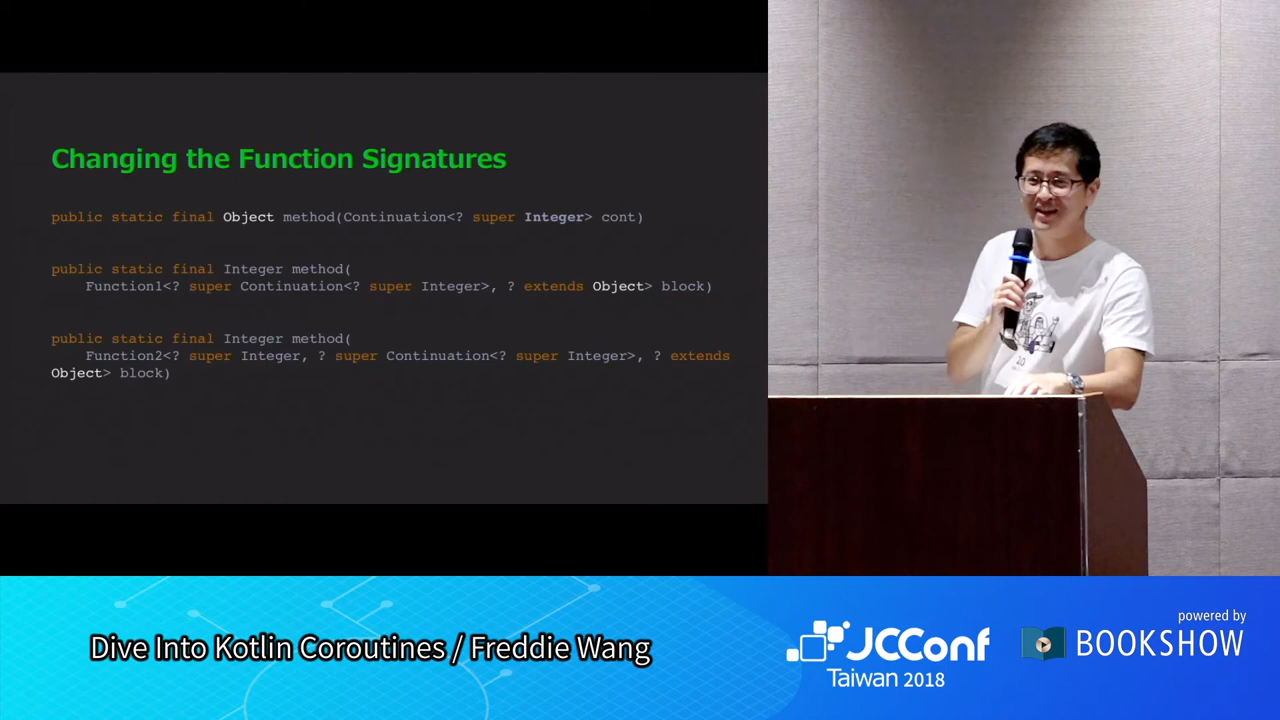 Changing the Function Signatures
public static final Object method(Continuation<? super Integer> cont)
public static final Integer method(
Function1<? super Continuation<? super Integer>, ? extends Object> block)
public static final Integer method(
Function2<? super Integer, ? super Continuation<? super Integer>, ? extends
Object> block)
Dive Into Kotlin Coroutines / Freddie Wang
JCConf
Taiwan 2018
powered by
BOOKSHOW